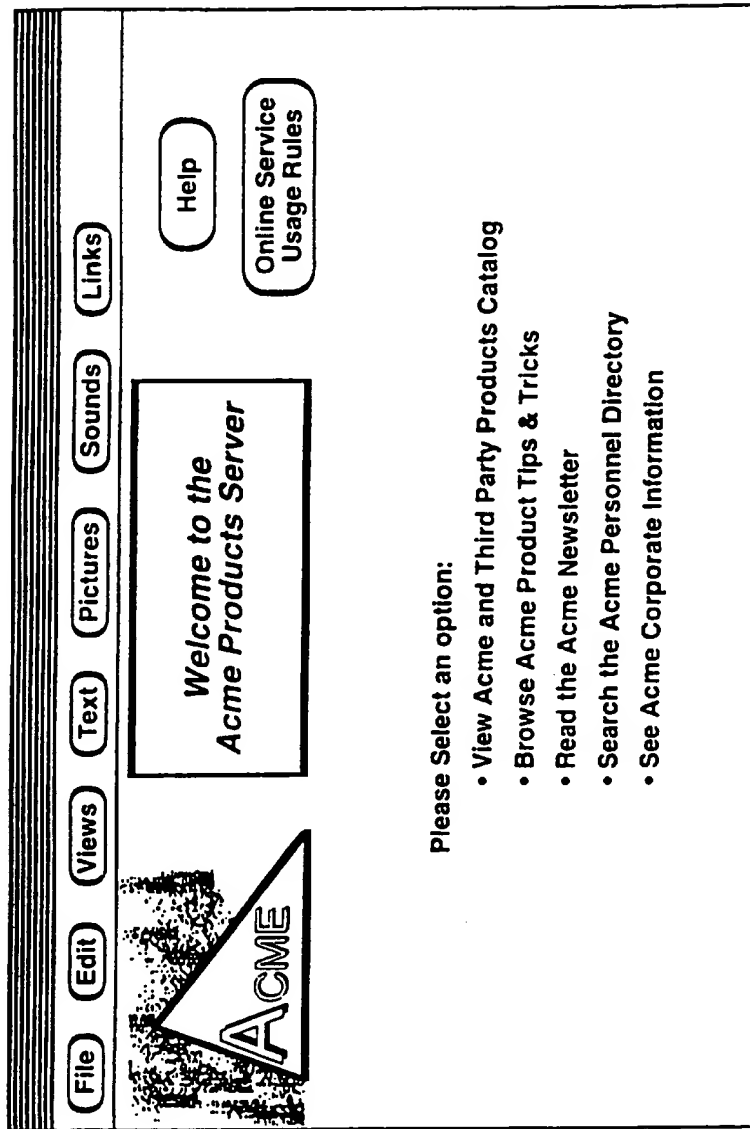 File
Edit
Views
Text
Pictures
Sounds
Links
ACME
Welcome to the
Acme Products Server
Help
Online Service
Usage Rules
Please Select an option:
• View Acme and Third Party Products Catalog
• Browse Acme Product Tips & Tricks
• Read the Acme Newsletter
• Search the Acme Personnel Directory
• See Acme Corporate Information